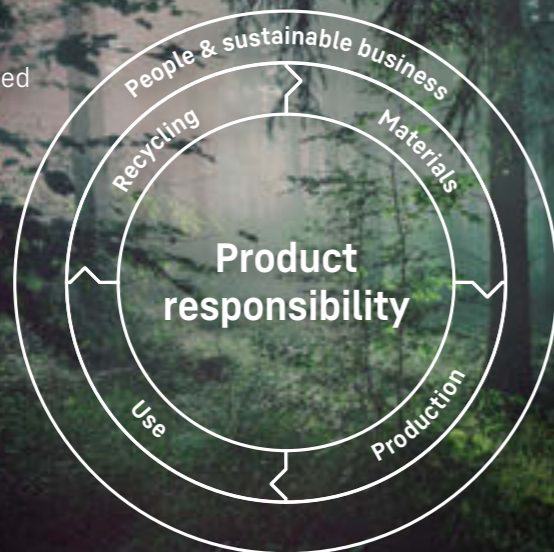 ed
People & sustainable business
Recycling
Materials
Product
responsibility
Use
Production